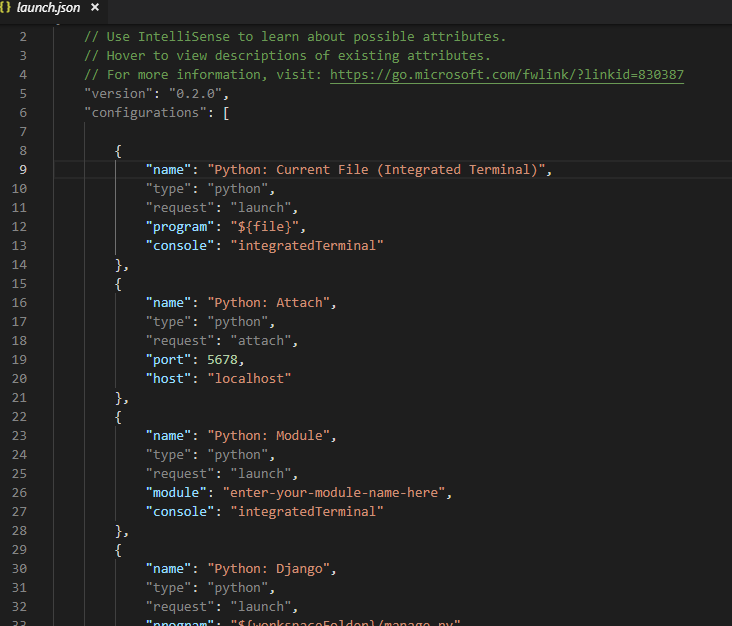 {} launch.json ×
2 // Use IntelliSense to learn about possible attributes.
3 // Hover to view descriptions of existing attributes.
4 // For more information, visit: https://go.microsoft.com/fwlink/?linkid=830387
5 "version": "0.2.0",
6 "configurations": [
7
8 {
9 "name": "Python: Current File (Integrated Terminal)",
10 "type": "python",
11 "request": "launch",
12 "program": "${file}",
13 "console": "integratedTerminal"
14 },
15 {
16 "name": "Python: Attach",
17 "type": "python",
18 "request": "attach",
19 "port": 5678,
20 "host": "localhost"
21 },
22 {
23 "name": "Python: Module",
24 "type": "python",
25 "request": "launch",
26 "module": "enter-your-module-name-here",
27 "console": "integratedTerminal"
28 },
29 {
30 "name": "Python: Django",
31 "type": "python",
32 "request": "launch",
33 "program": "${workspaceFolder}/manage.py"